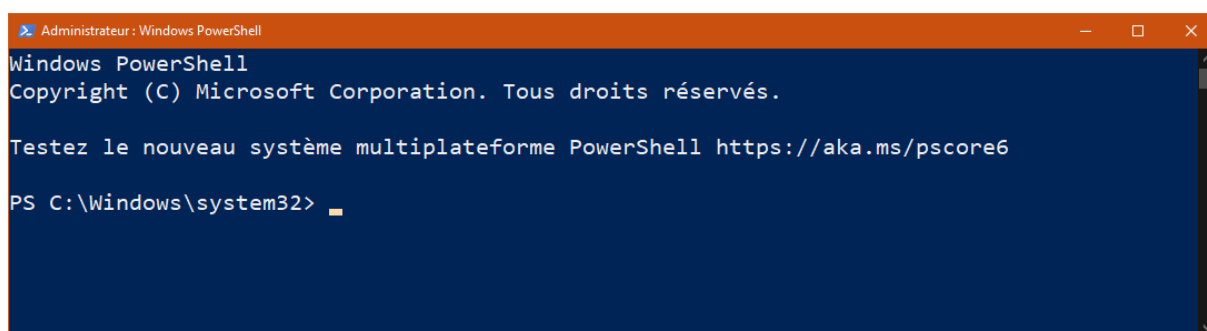 Administrateur : Windows PowerShell
Windows PowerShell
Copyright (C) Microsoft Corporation. Tous droits réservés.
Testez le nouveau système multiplateforme PowerShell https://aka.ms/pscore6
PS C:\Windows\system32>